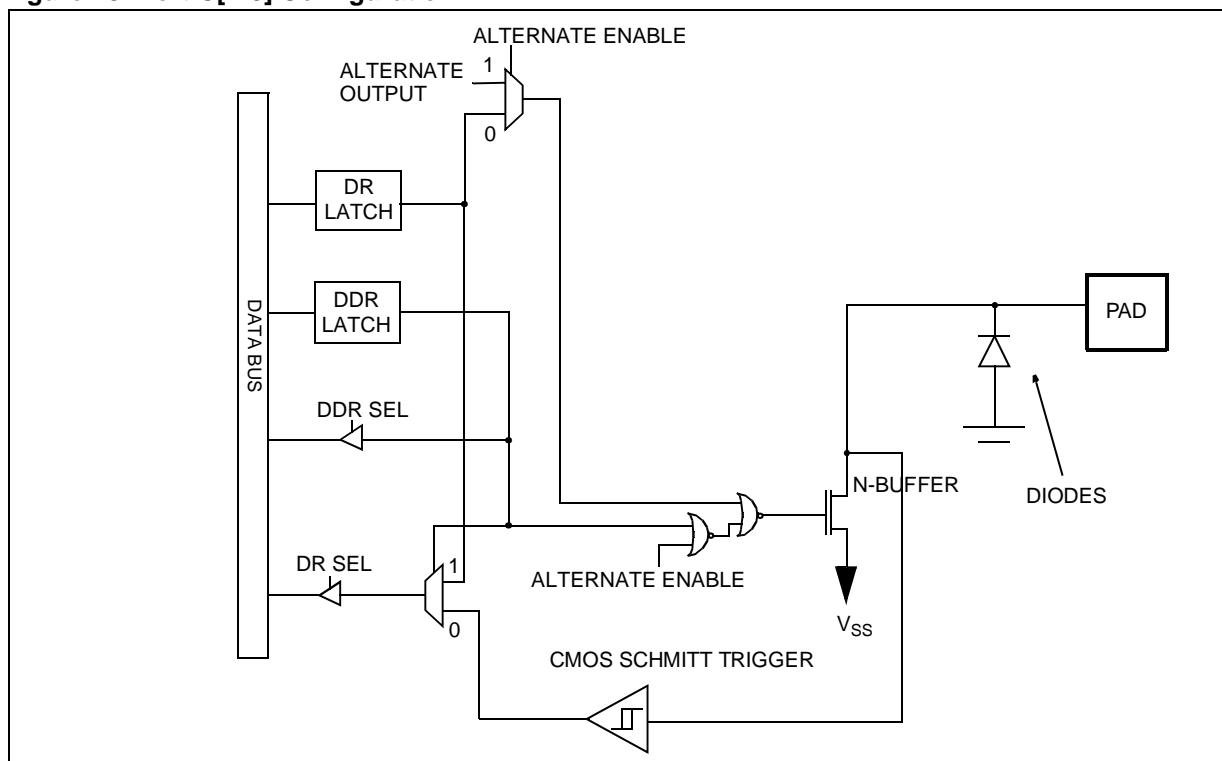 ALTERNATE ENABLE
1
ALTERNATE
OUTPUT
0
DR
LATCH
DDR
LATCH
DATA BUS
PAD
DDR SEL
N-BUFFER
DIODES
DR SEL
1
ALTERNATE ENABLE
0
VSS
CMOS SCHMITT TRIGGER